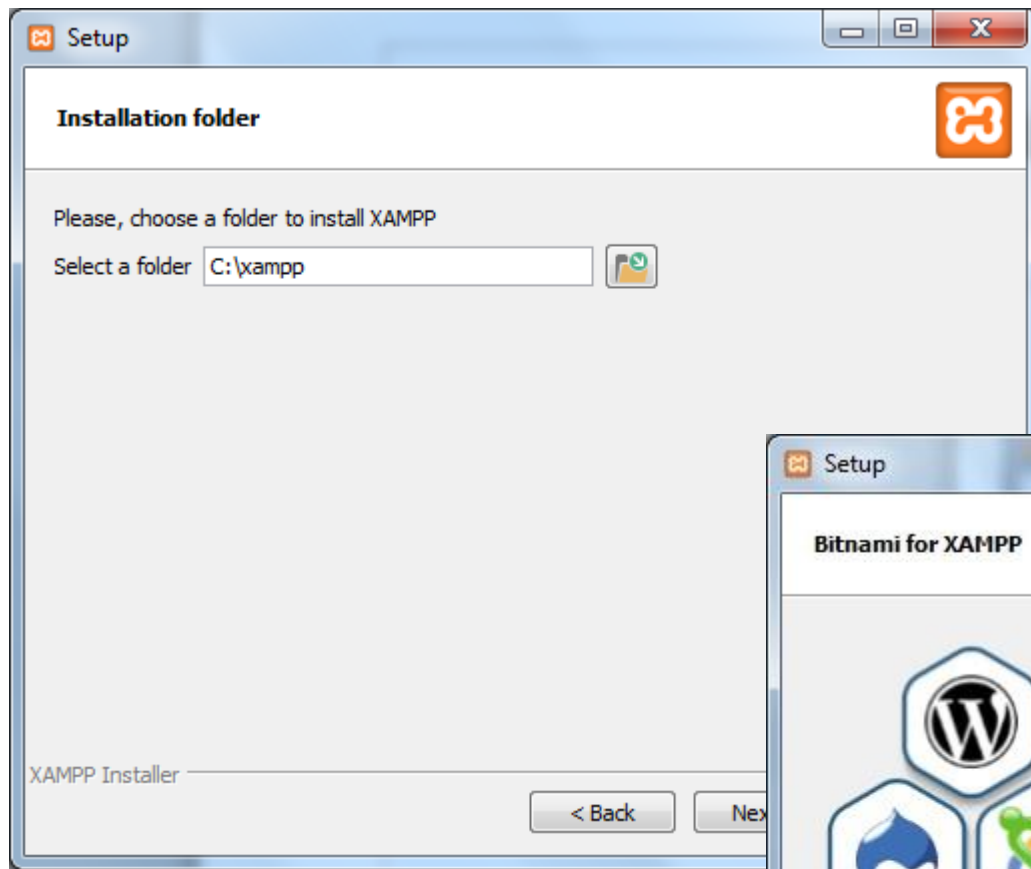 Setup
Installation folder
Please, choose a folder to install XAMPP
Select a folder C:\xampp
XAMPP Installer
< Back
Setup
Bitnami for XAMPP